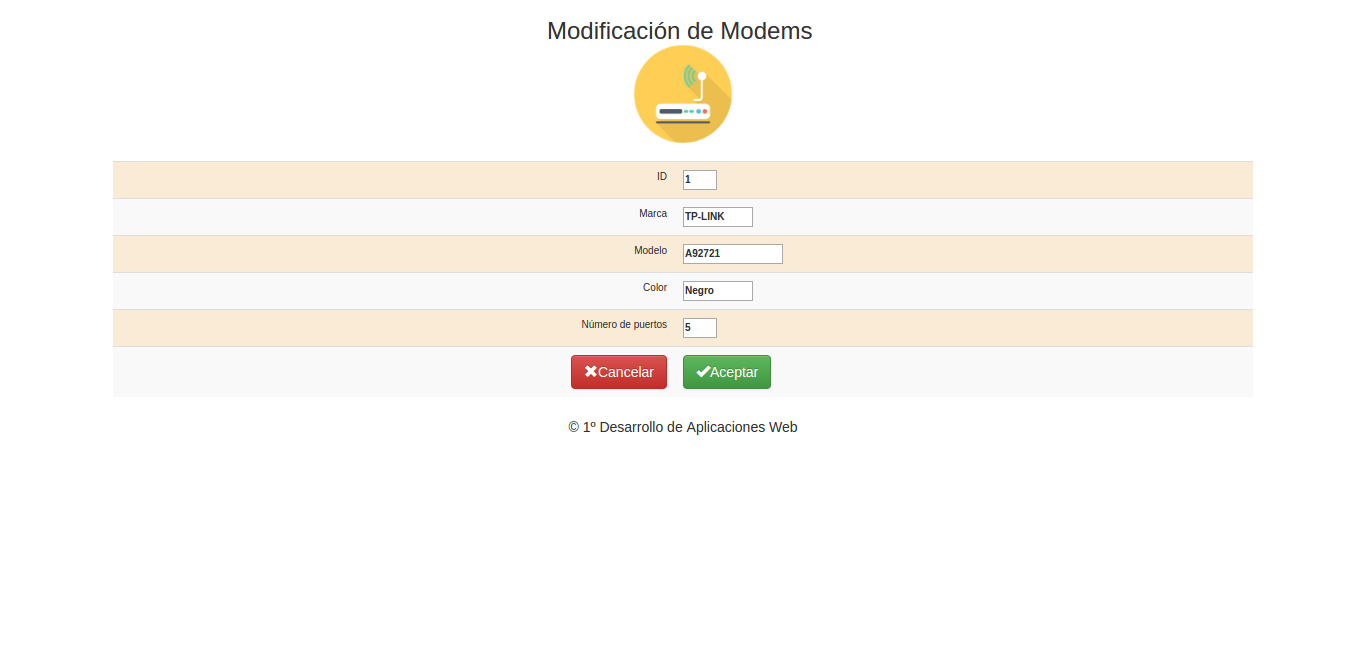 Modificación de Modems
ID 1
Marca TP-LINK
Modelo A92721
Color Negro
Número de puertos 5
Cancelar Aceptar
© 1º Desarrollo de Aplicaciones Web